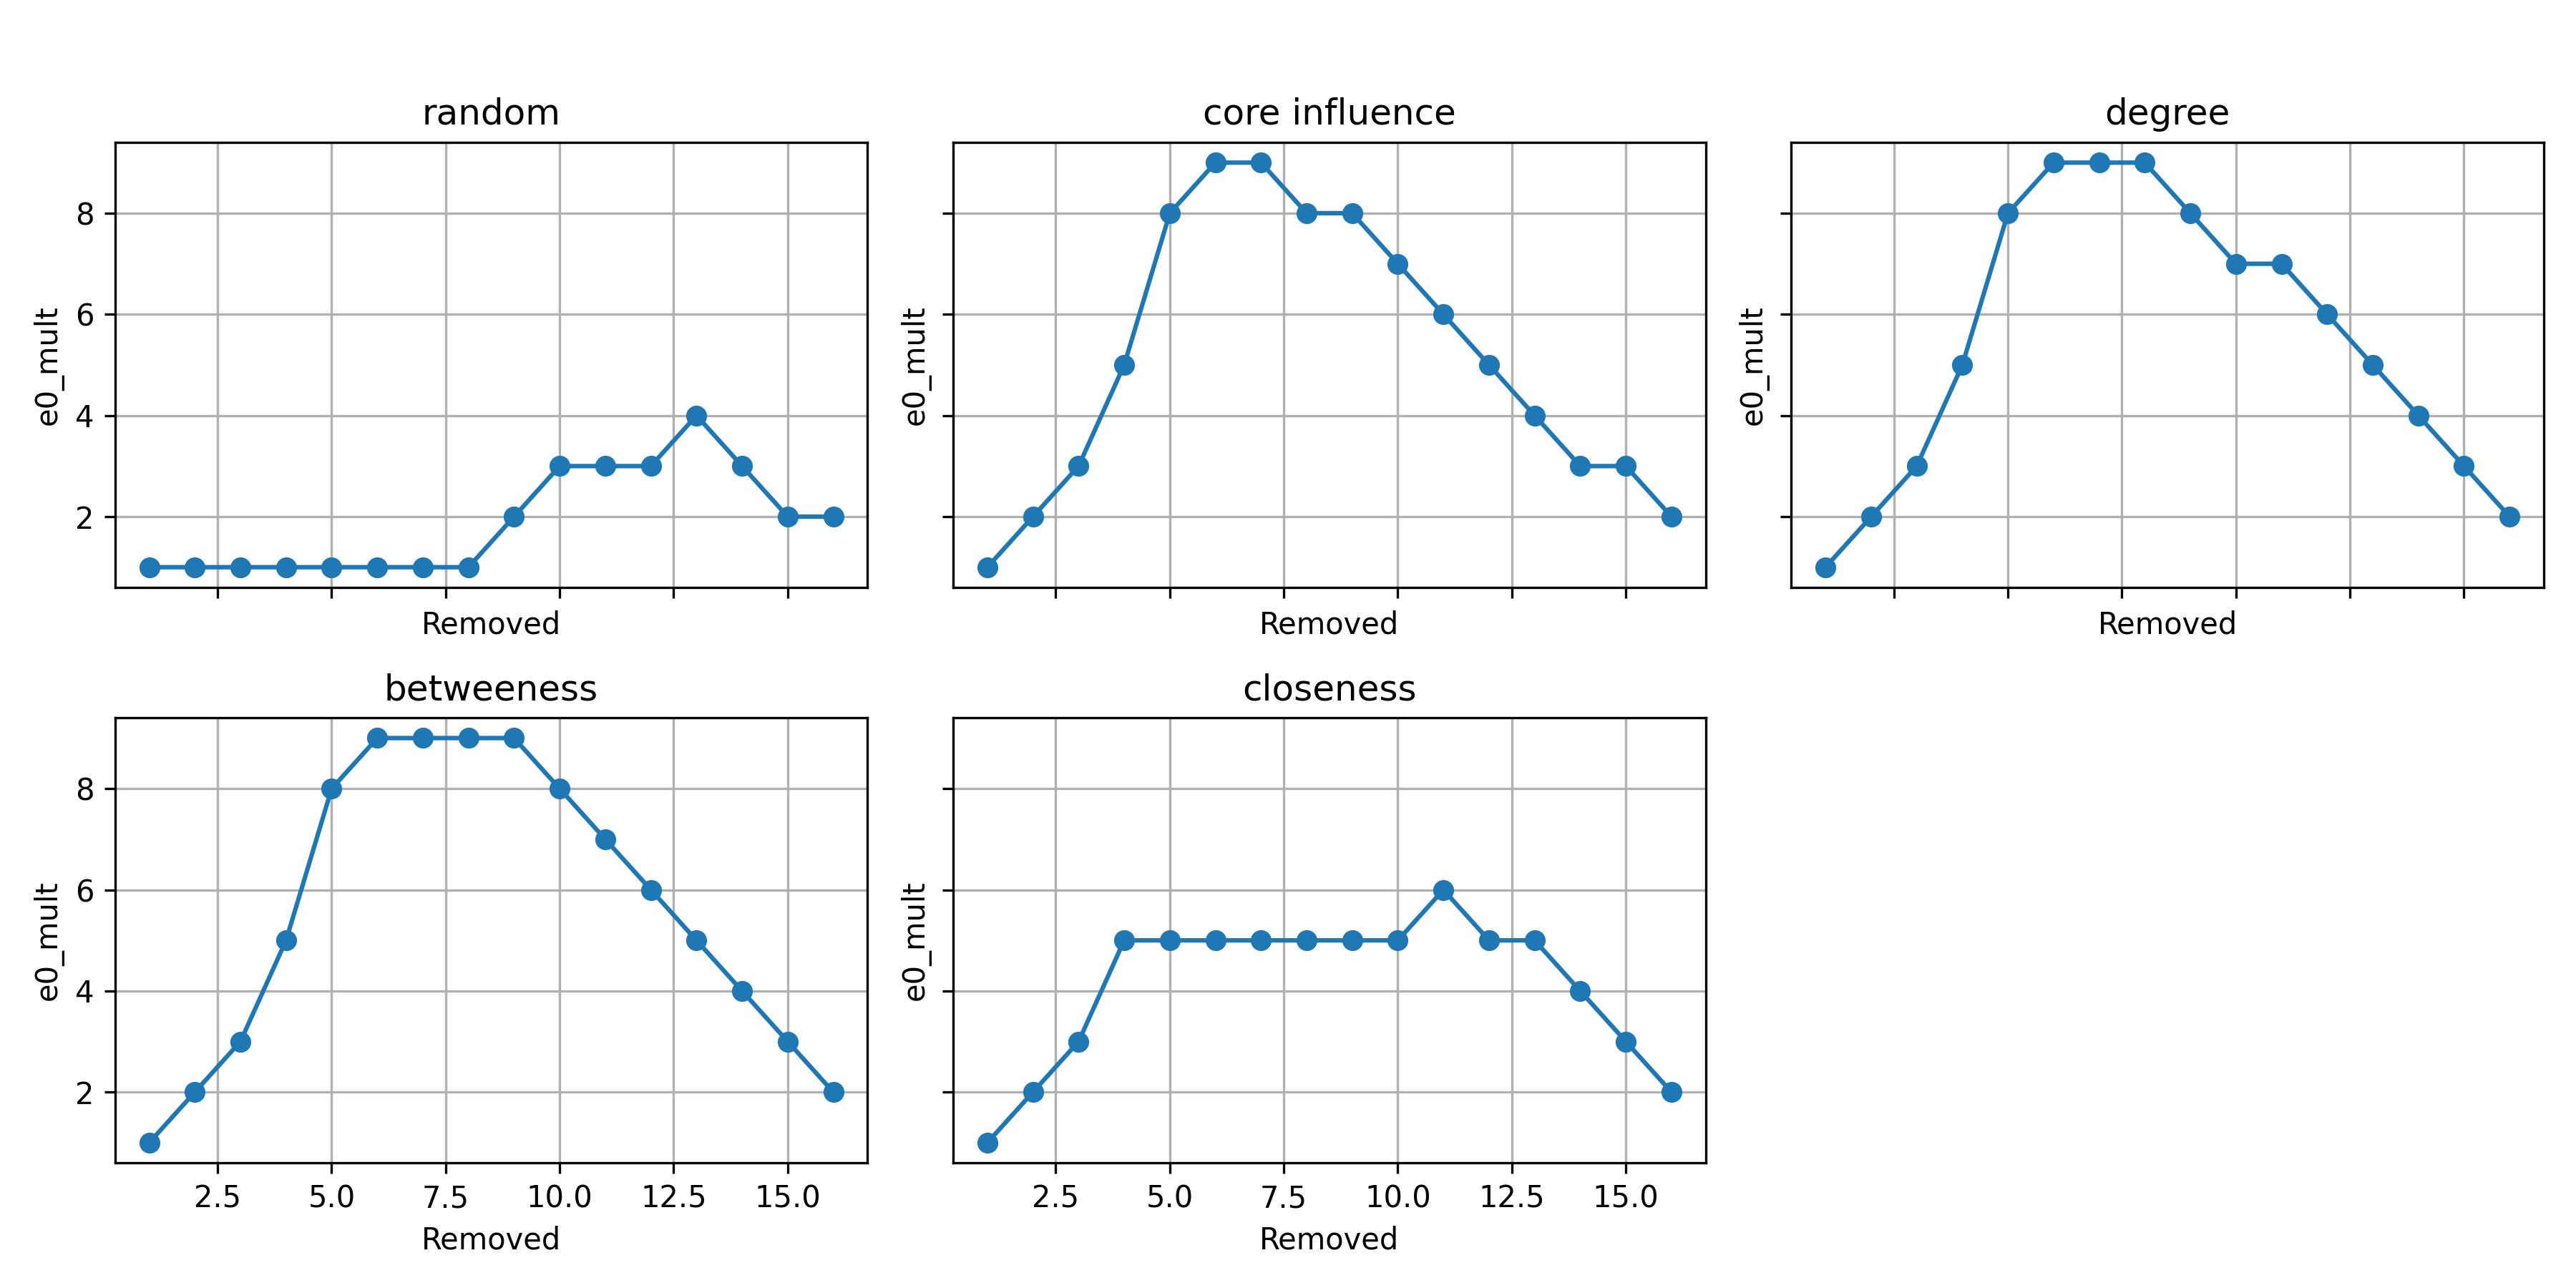 random
core influence
degree
e0_mult
8
6
4
2
Removed
e0_mult
Removed
e0_mult
Removed
betweeness
closeness
e0_mult
8
6
4
2
2.5 5.0 7.5 10.0 12.5 15.0
Removed
e0_mult
2.5 5.0 7.5 10.0 12.5 15.0
Removed